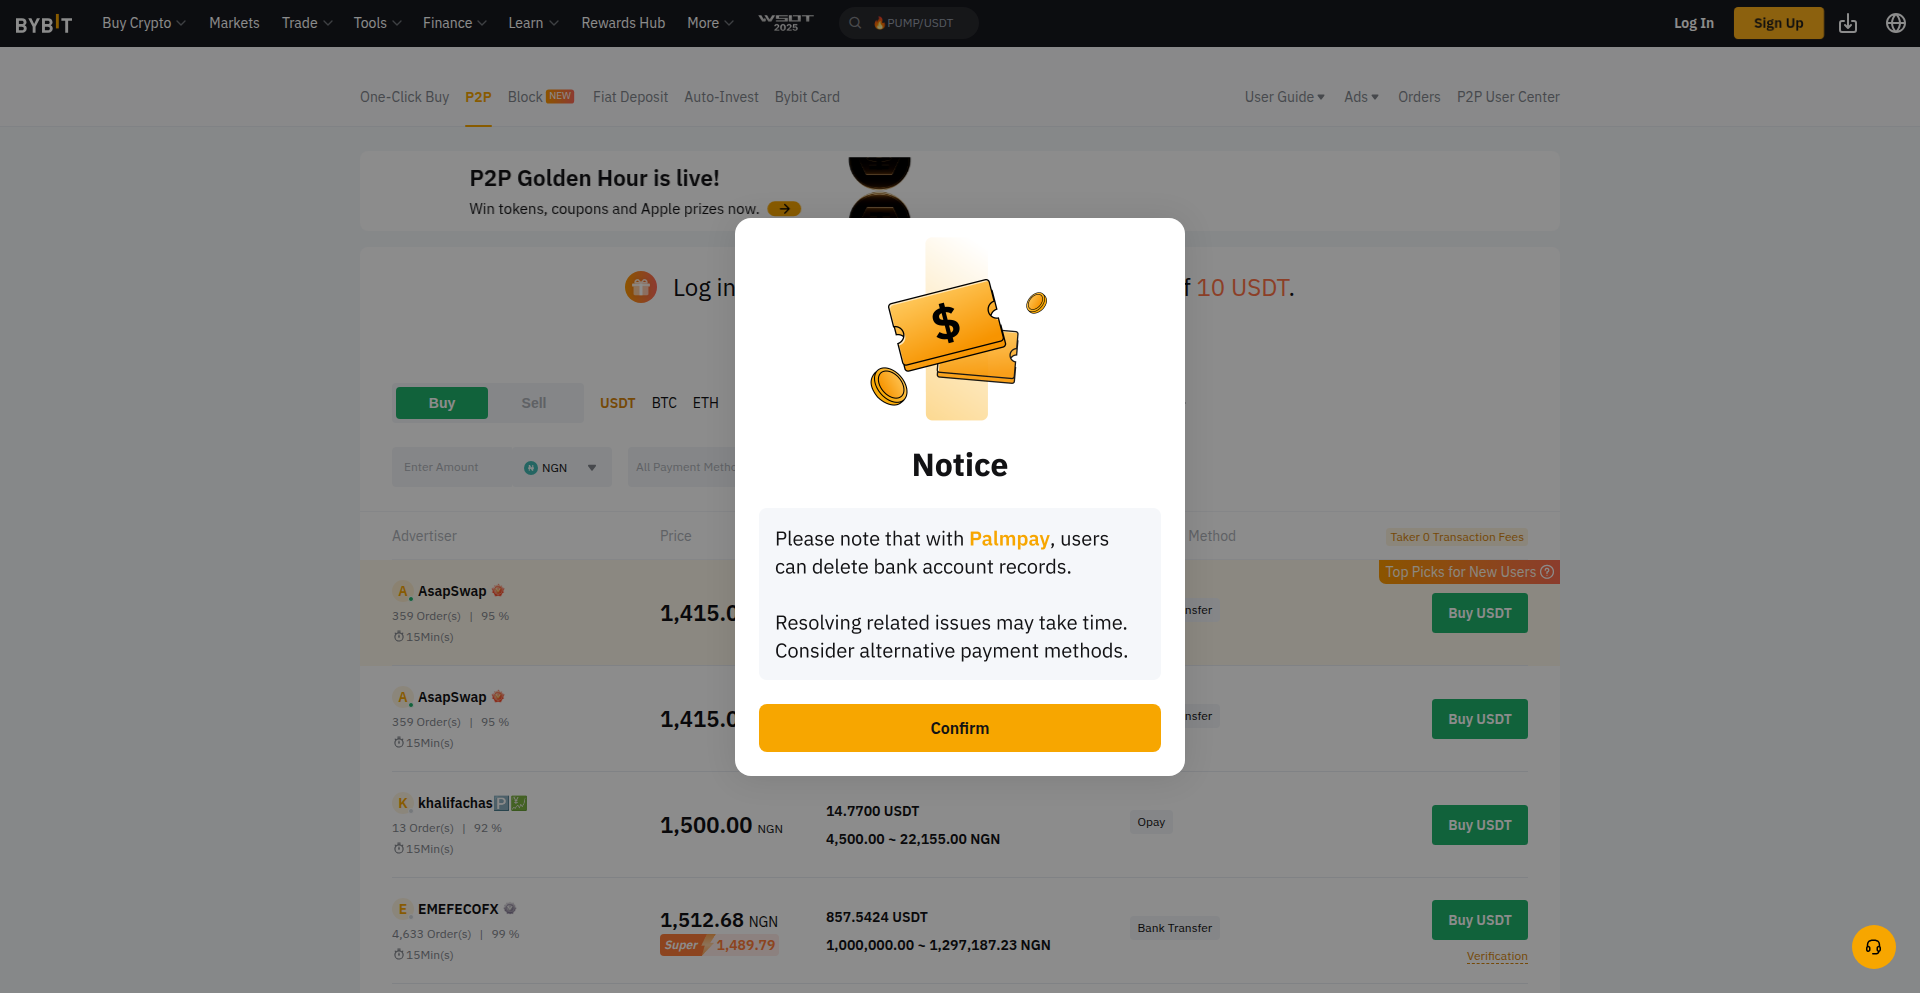 BYBIT Buy Crypto Markets Trade Tools Finance Learn Rewards Hub More WSDT 2025 🔥PUMP/USDT Log In Sign Up
One-Click Buy P2P Block NEW Fiat Deposit Auto-Invest Bybit Card User Guide Ads Orders P2P User Center
P2P Golden Hour is live!
Win tokens, coupons and Apple prizes now.
Log in
10 USDT.
$
Buy Sell USDT BTC ETH
Enter Amount NGN All Payment
Notice
Please note that with Palmpay, users
can delete bank account records.
Resolving related issues may take time.
Consider alternative payment methods.
Confirm
Advertiser Price Method Taker 0 Transaction Fees
Top Picks for New Users
A AsapSwap
359 Order(s) | 95 %
15Min(s)
1,415.0
Buy USDT
A AsapSwap
359 Order(s) | 95 %
15Min(s)
1,415.0
Buy USDT
K khalifachas🅿️💹
13 Order(s) | 92 %
15Min(s)
1,500.00 NGN
14.7700 USDT
4,500.00 ~ 22,155.00 NGN
Opay
Buy USDT
E EMEFECOFX
4,633 Order(s) | 99 %
15Min(s)
1,512.68 NGN
Super 1,489.79
857.5424 USDT
1,000,000.00 ~ 1,297,187.23 NGN
Bank Transfer
Buy USDT
Verification